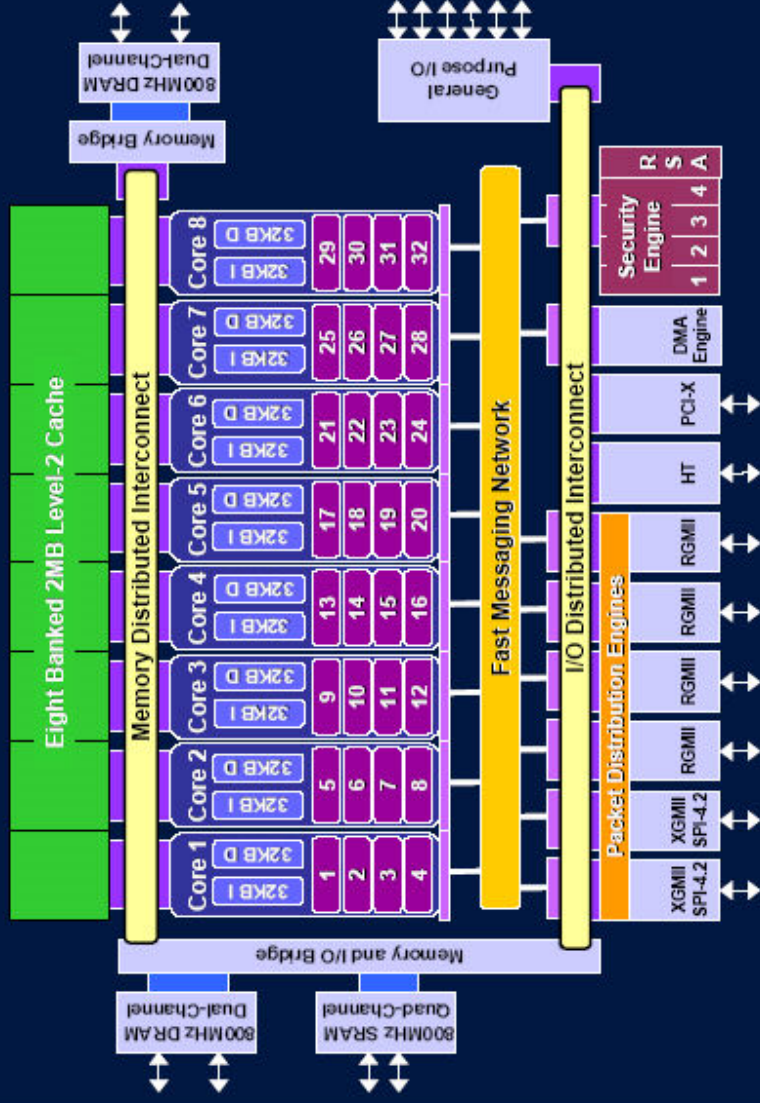 Eight Banked 2MB Level-2 Cache
800MHz DRAM
Dual-Channel
Memory Bridge
Memory Distributed Interconnect
Core 1
32KB I
32KB D
1
2
3
4
Core 2
32KB I
32KB D
5
6
7
8
Core 3
32KB I
32KB D
9
10
11
12
Core 4
32KB I
32KB D
13
14
15
16
Core 5
32KB I
32KB D
17
18
19
20
Core 6
32KB I
32KB D
21
22
23
24
Core 7
32KB I
32KB D
25
26
27
28
Core 8
32KB I
32KB D
29
30
31
32
800MHz DRAM
Dual-Channel
800MHz SRAM
Quad-Channel
Memory and I/O Bridge
Fast Messaging Network
General
Purpose I/O
I/O Distributed Interconnect
Packet Distribution Engines
XGMII
SPI-4.2
XGMII
SPI-4.2
RGMII
RGMII
RGMII
RGMII
HT
PCI-X
DMA
Engine
Security
Engine
1 2 3 4
R
S
A